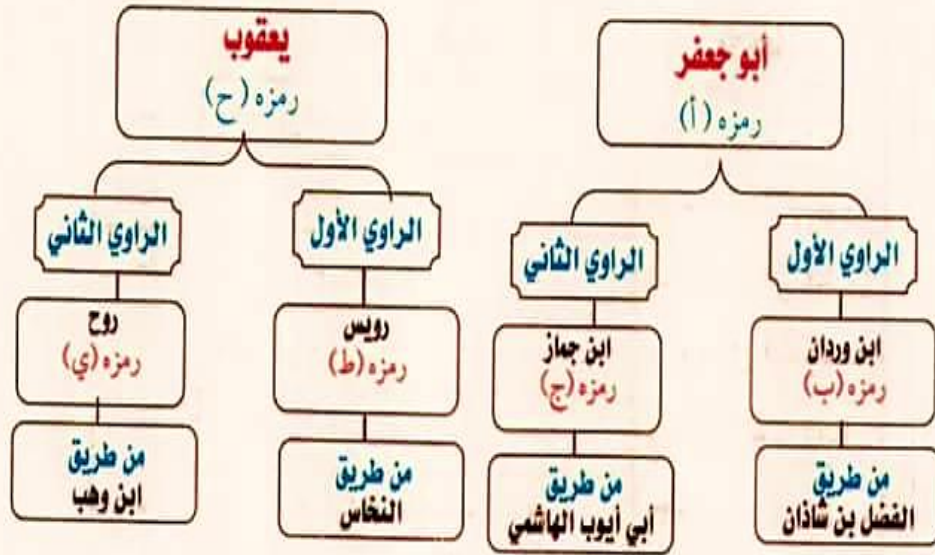 أبو جعفر
رمزه (أ)
الراوي الأول
ابن وردان
رمزه (ب)
من طريق
الفضل بن شاذان
الراوي الثاني
ابن جماز
رمزه (ج)
من طريق
أبي أيوب الهاشمي
يعقوب
رمزه (ح)
الراوي الأول
رويس
رمزه (ط)
من طريق
النخاس
الراوي الثاني
روح
رمزه (ي)
من طريق
ابن وهب